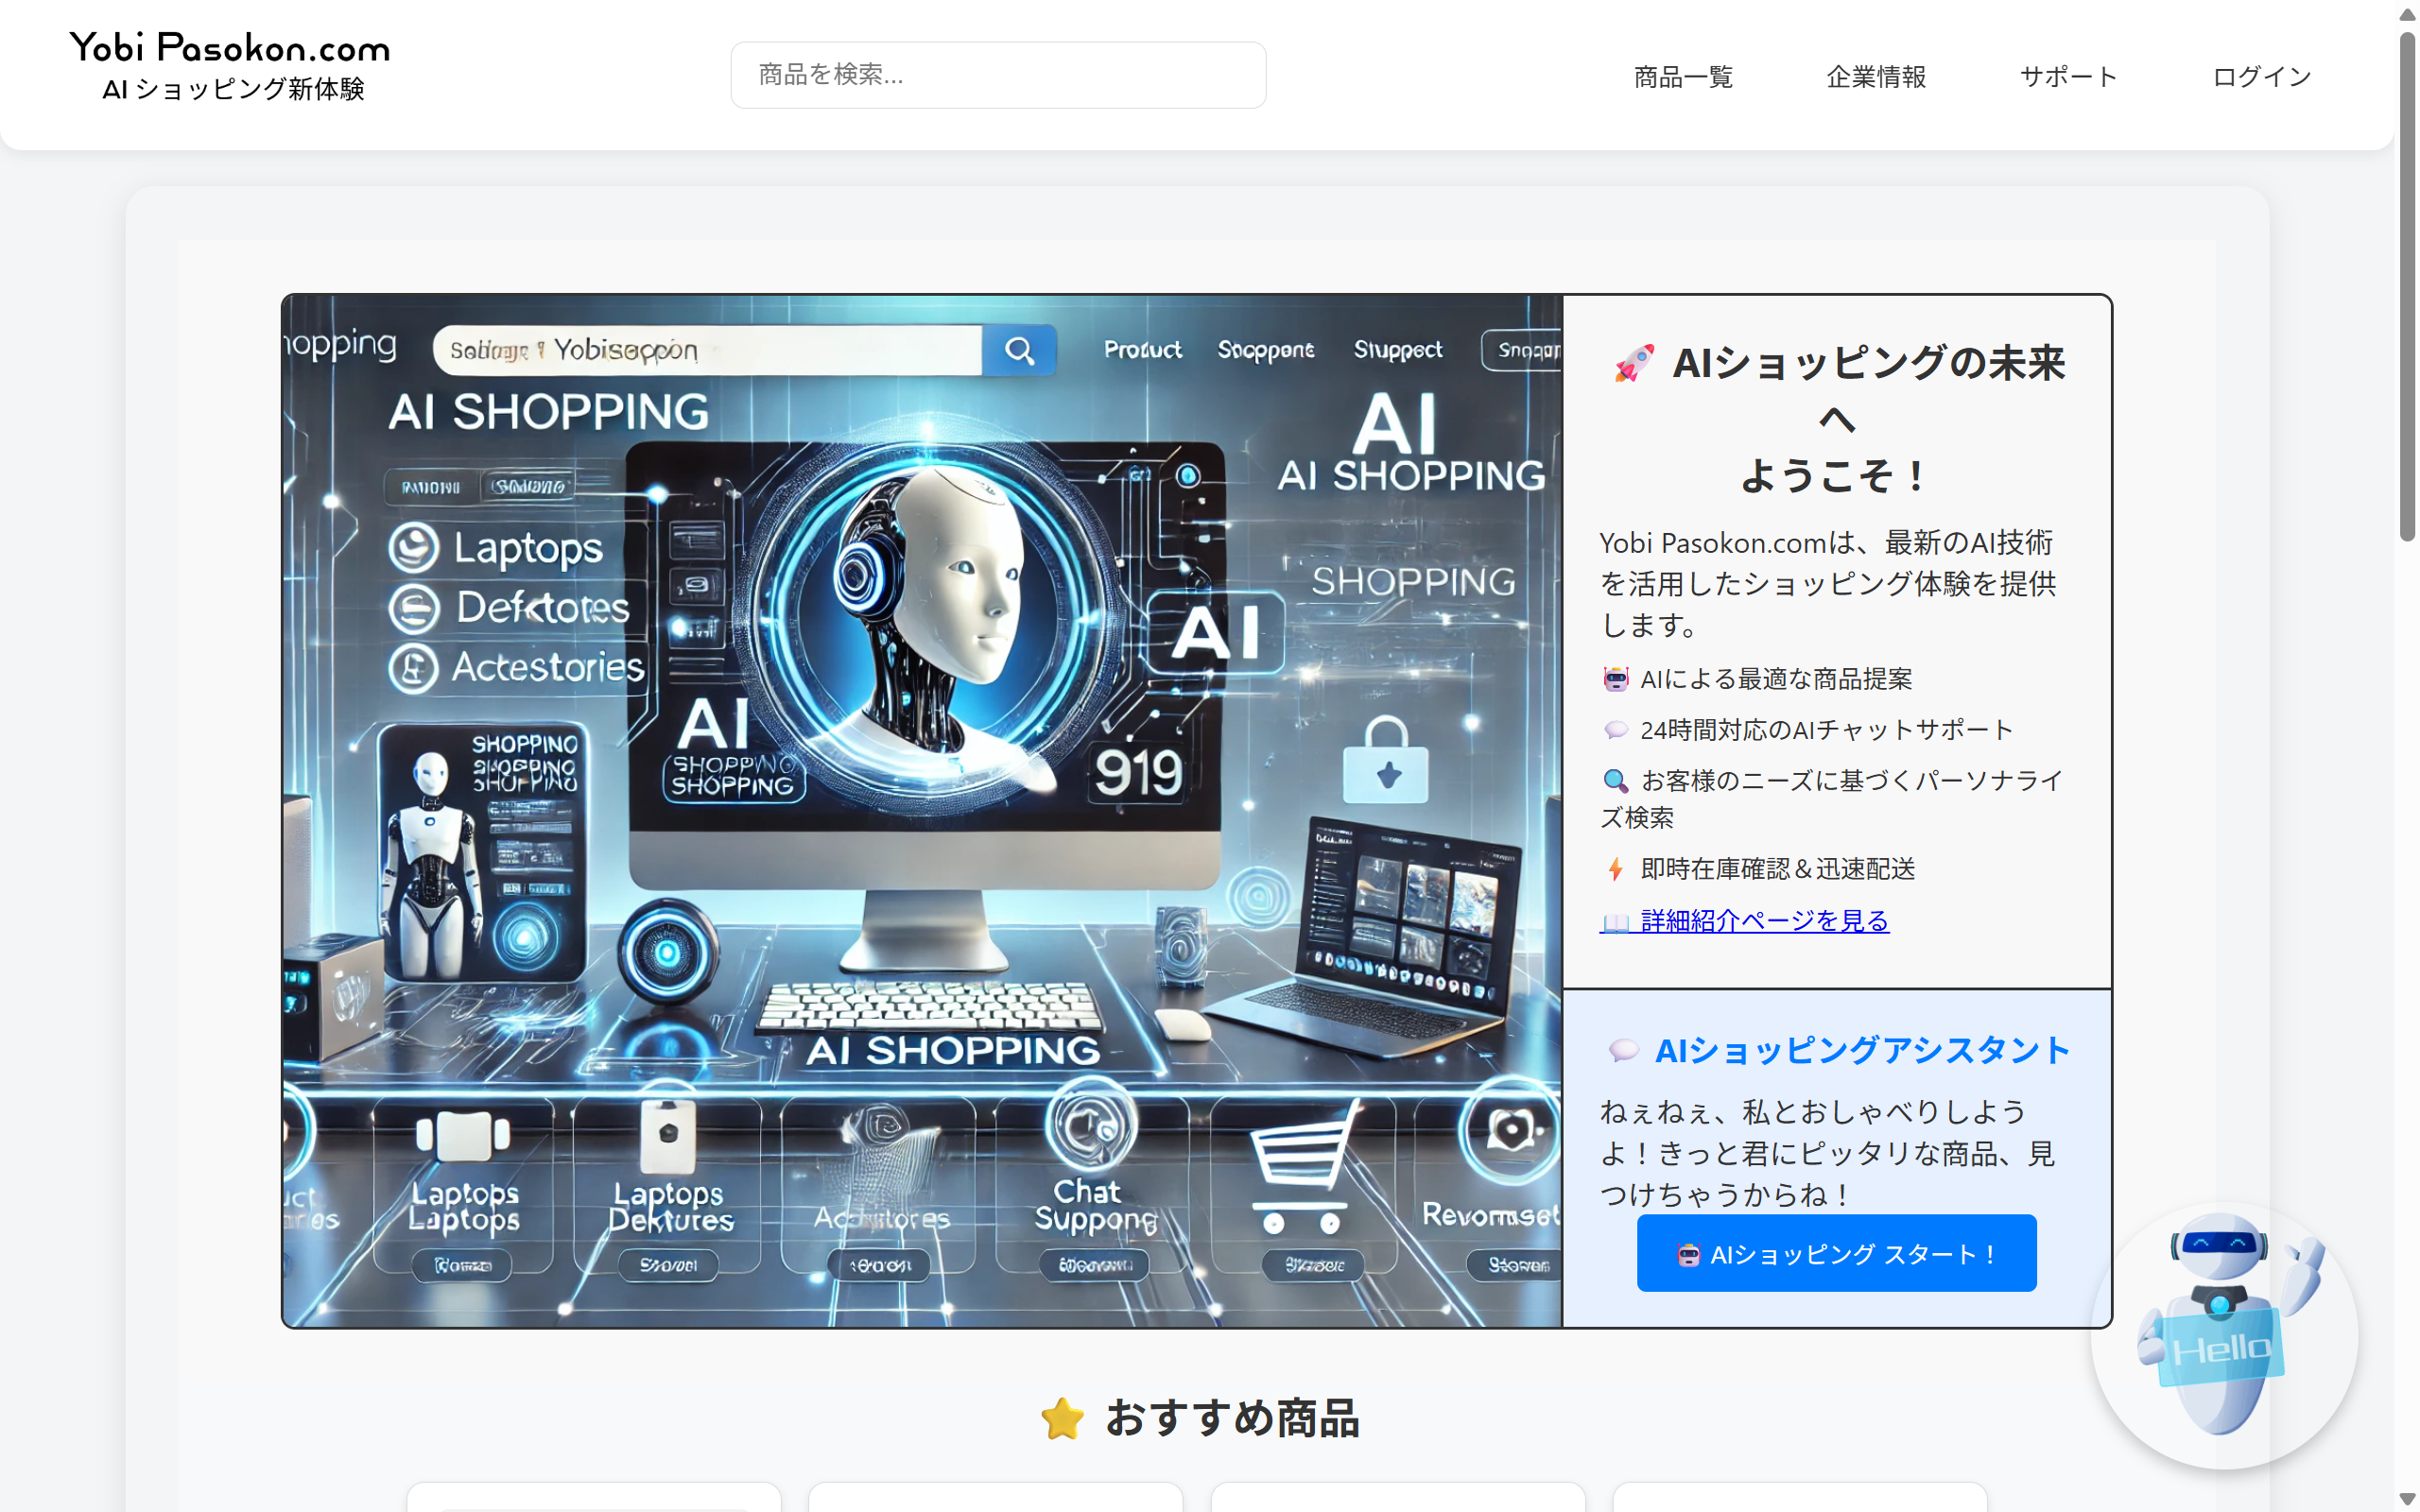 Yobi Pasokon.com
AI ショッピング新体験
商品を検索...
商品一覧
企業情報
サポート
ログイン
hopping
Yobisoppon
Product
Shoppent
Stuppect
AI SHOPPING
AI
AI SHOPPING
Laptops
Defktotes
Actestories
SHOPPING
AI
AI
SHOPPING
SHOPPING
919
SHOPPINO
SHOPPINO
AI SHOPPING
Laptops
Laptops
Laptops
Chat
Suppong
🚀 AIショッピングの未来
へ
ようこそ！
Yobi Pasokon.comは、最新のAI技術
を活用したショッピング体験を提供
します。
🤖 AIによる最適な商品提案
💬 24時間対応のAIチャットサポート
🔍 お客様のニーズに基づくパーソナライ
ズ検索
⚡ 即時在庫確認＆迅速配送
📖 詳細紹介ページを見る
💬 AIショッピングアシスタント
ねぇねぇ、私とおしゃべりしよう
よ！きっと君にピッタリな商品、見
つけちゃうからね！
🤖 AIショッピング スタート！
Hello
⭐ おすすめ商品